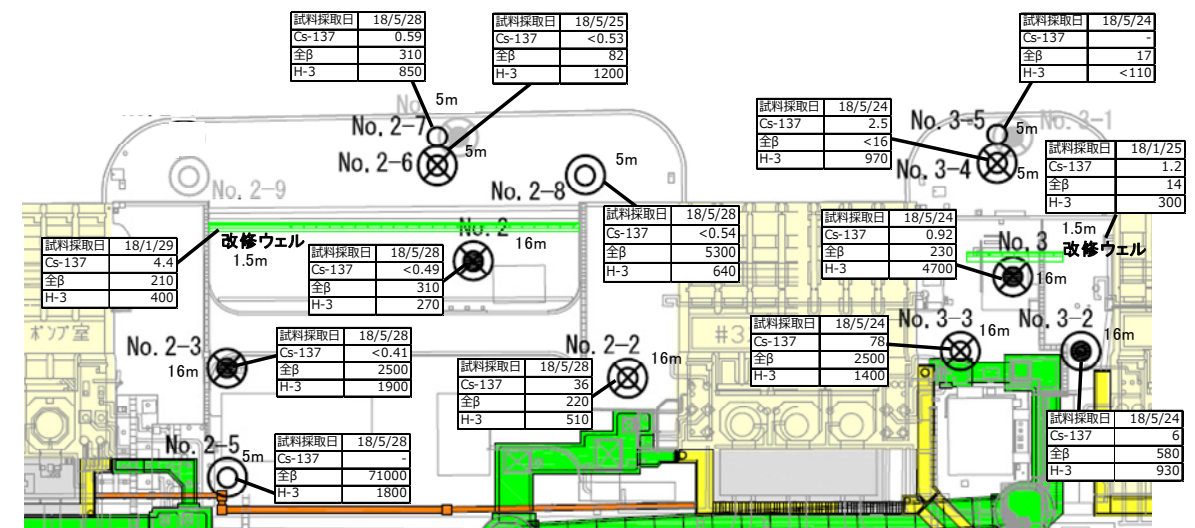 試料採取日 18/5/28
Cs-137 0.59
全β 310
H-3 850
試料採取日 18/5/25
Cs-137 <0.53
全β 82
H-3 1200
試料採取日 18/5/24
Cs-137 -
全β 17
H-3 <110
No. 5m
No. 2-7
No. 2-6 5m
5m
No. 2-8
No. 2-9
試料採取日 18/5/24
Cs-137 2.5
全β <16
H-3 970
No. 3-5 5m
No. 3-1
No. 3-4 5m
試料採取日 18/1/25
Cs-137 1.2
全β 14
H-3 300
試料採取日 18/1/29
Cs-137 4.4
全β 210
H-3 400
改修ウェル
1.5m
No. 2
16m
試料採取日 18/5/28
Cs-137 <0.49
全β 310
H-3 270
試料採取日 18/5/28
Cs-137 <0.54
全β 5300
H-3 640
試料採取日 18/5/24
Cs-137 0.92
全β 230
H-3 4700
No. 3
16m
1.5m
改修ウェル
ポンプ室
No. 2-3
16m
試料採取日 18/5/28
Cs-137 <0.41
全β 2500
H-3 1900
No. 2-2
16m
試料採取日 18/5/28
Cs-137 36
全β 220
H-3 510
#3
試料採取日 18/5/24
Cs-137 78
全β 2500
H-3 1400
No. 3-3
16m
No. 3-2
16m
No. 2-5
5m
試料採取日 18/5/28
Cs-137 -
全β 71000
H-3 1800
試料採取日 18/5/24
Cs-137 6
全β 580
H-3 930